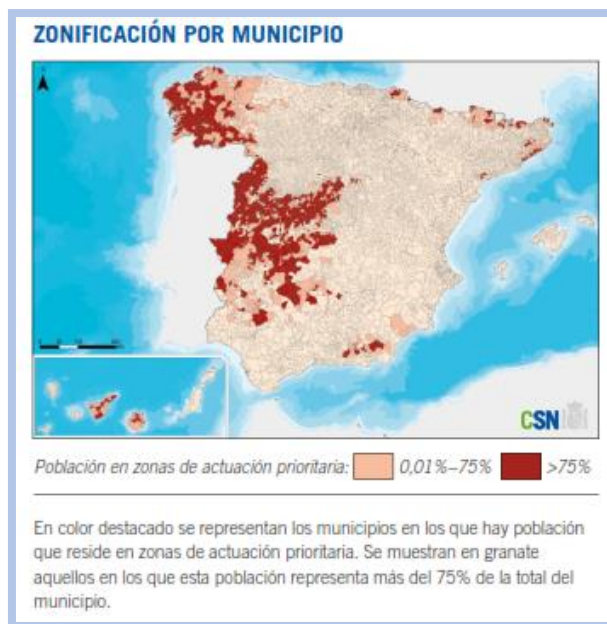 ZONIFICACIÓN POR MUNICIPIO
CSN
Población en zonas de actuación prioritaria: 0,01%–75% >75%
En color destacado se representan los municipios en los que hay población
que reside en zonas de actuación prioritaria. Se muestran en granate
aquellos en los que esta población representa más del 75% de la total del
municipio.